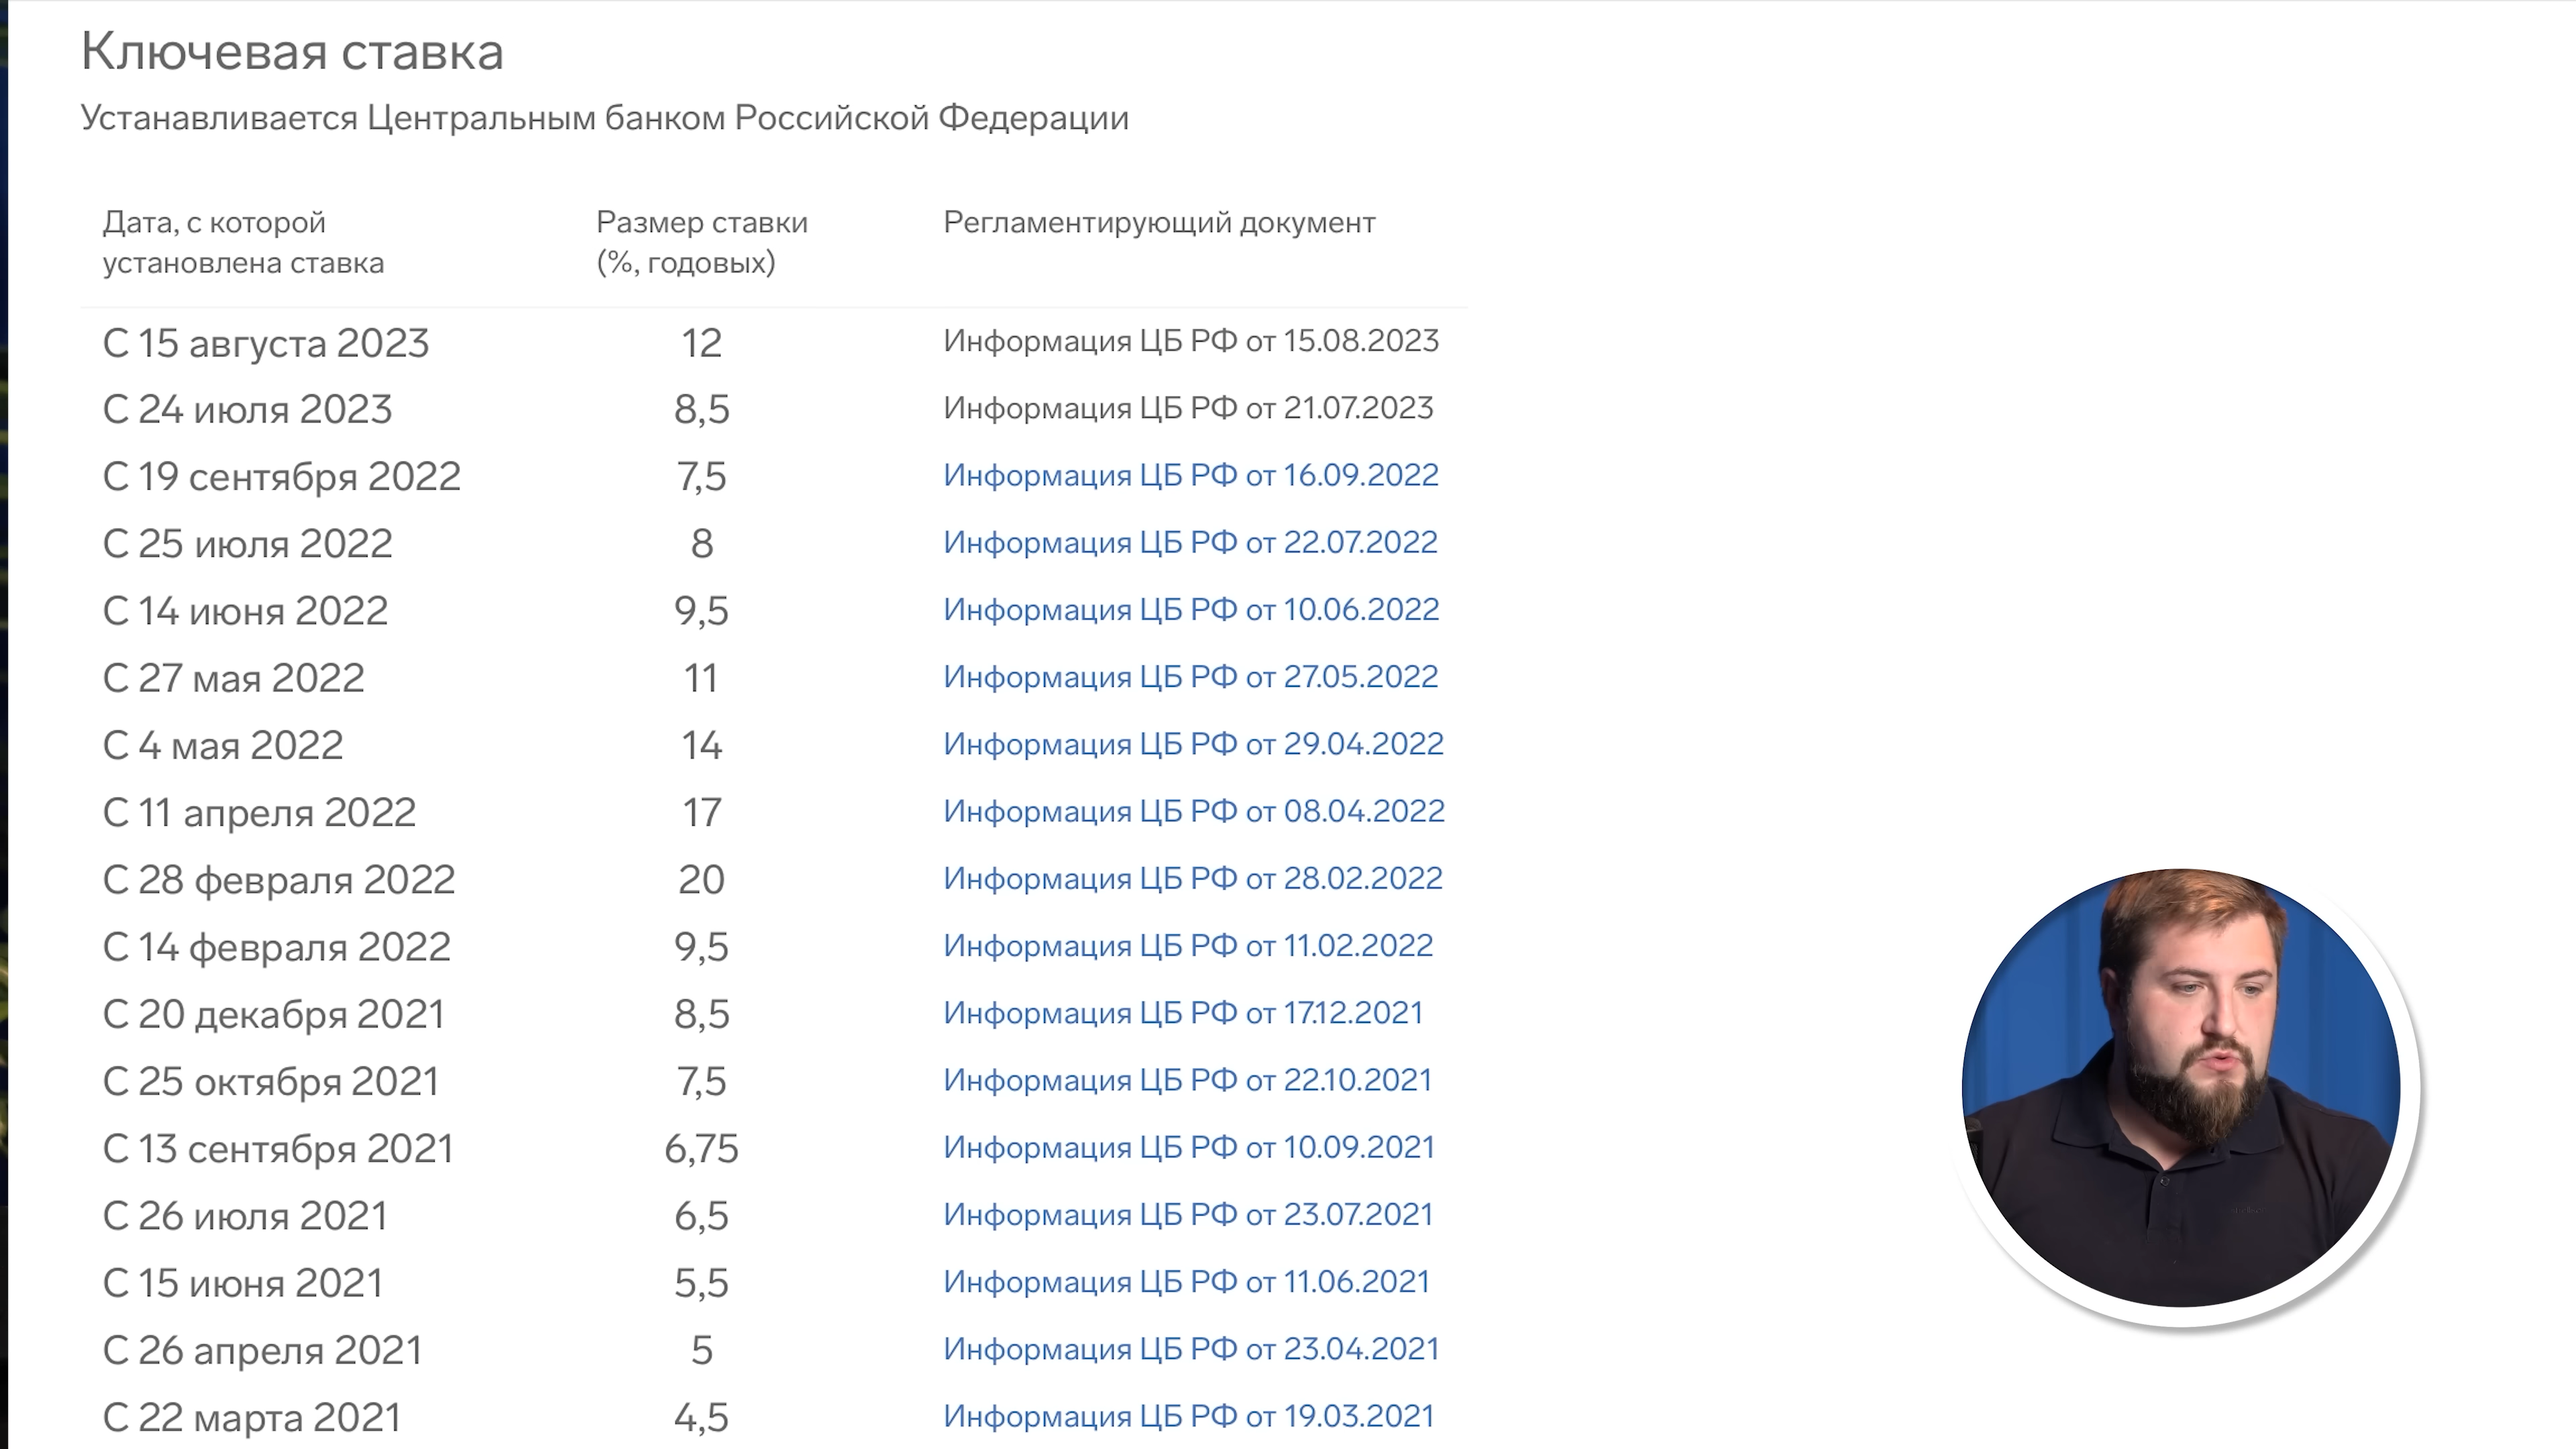 Ключевая ставка
Устанавливается Центральным банком Российской Федерации
Дата, с которой установлена ставка Размер ставки (%, годовых) Регламентирующий документ
С 15 августа 2023 12 Информация ЦБ РФ от 15.08.2023
С 24 июля 2023 8,5 Информация ЦБ РФ от 21.07.2023
С 19 сентября 2022 7,5 Информация ЦБ РФ от 16.09.2022
С 25 июля 2022 8 Информация ЦБ РФ от 22.07.2022
С 14 июня 2022 9,5 Информация ЦБ РФ от 10.06.2022
С 27 мая 2022 11 Информация ЦБ РФ от 27.05.2022
С 4 мая 2022 14 Информация ЦБ РФ от 29.04.2022
С 11 апреля 2022 17 Информация ЦБ РФ от 08.04.2022
С 28 февраля 2022 20 Информация ЦБ РФ от 28.02.2022
С 14 февраля 2022 9,5 Информация ЦБ РФ от 11.02.2022
С 20 декабря 2021 8,5 Информация ЦБ РФ от 17.12.2021
С 25 октября 2021 7,5 Информация ЦБ РФ от 22.10.2021
С 13 сентября 2021 6,75 Информация ЦБ РФ от 10.09.2021
С 26 июля 2021 6,5 Информация ЦБ РФ от 23.07.2021
С 15 июня 2021 5,5 Информация ЦБ РФ от 11.06.2021
С 26 апреля 2021 5 Информация ЦБ РФ от 23.04.2021
С 22 марта 2021 4,5 Информация ЦБ РФ от 19.03.2021